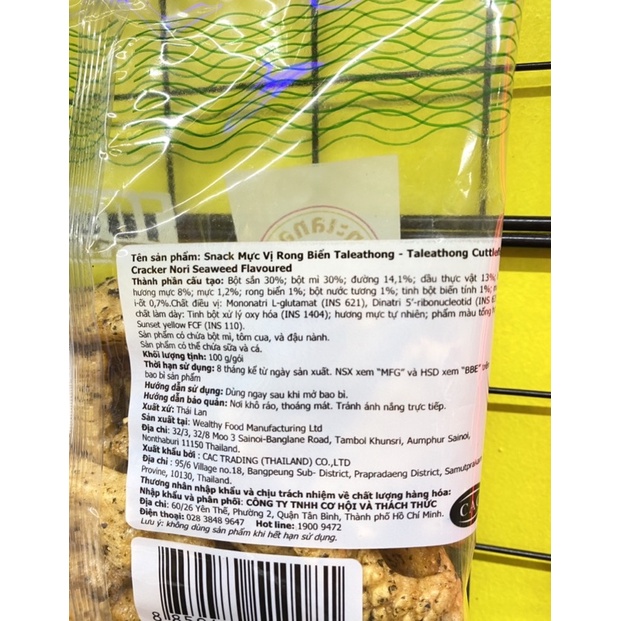 Tên sản phẩm: Snack Mực Vị Rong Biển Taleathong - Taleathong
Cracker Nori Seaweed Flavoured
Thành phần cấu tạo: Bột sắn 30%; bột mì 30%; đường 14,1%; dầu thực vật 13%;
hương mực 8%; mực 1,2%; rong biển 1%; bột nước tương 1%; tinh bột biến tính 1%;
i-ốt 0,7%.Chất điều vị: Mononatri L-glutamat (INS 621), Dinatri 5'-ribonucleotid (INS
chất làm dày: Tinh bột xử lý oxy hóa (INS 1404); hương mực tự nhiên; phẩm màu tổng
Sunset yellow FCF (INS 110).
Sản phẩm có chứa bột mì, tôm cua, và đậu nành.
Sản phẩm có thể chứa sữa và cá.
Khối lượng tịnh: 100 g/gói
Thời hạn sử dụng: 8 tháng kể từ ngày sản xuất. NSX xem "MFG" và HSD xem "BBE" trên
bao bì sản phẩm
Hướng dẫn sử dụng: Dùng ngay sau khi mở bao bì.
Hướng dẫn bảo quản: Nơi khô ráo, thoáng mát. Tránh ánh nắng trực tiếp.
Xuất xứ: Thái Lan
Sản xuất tại: Wealthy Food Manufacturing Ltd
Địa chỉ: 32/3, 32/8 Moo 3 Sainoi-Banglane Road, Tambol Khunsri, Aumphur Sainoi,
Nonthaburi 11150 Thailand.
Xuất khẩu bởi: CAC TRADING (THAILAND) CO.,LTD
Địa chỉ : 95/6 Village no.18, Bangpeung Sub- District, Prapradaeng District, Samutprakarn
Provine, 10130, Thailand.
Thương nhân nhập khẩu và chịu trách nhiệm về chất lượng hàng hóa:
Nhập khẩu và phân phối: CÔNG TY TNHH CƠ HỘI VÀ THÁCH THỨC
Địa chỉ : 60/26 Yên Thế, Phường 2, Quận Tân Bình, Thành phố Hồ Chí Minh.
Điện thoại: 028 3848 9647 Hot line: 1900 9472
Lưu ý: không dùng sản phẩm khi hết hạn sử dụng.